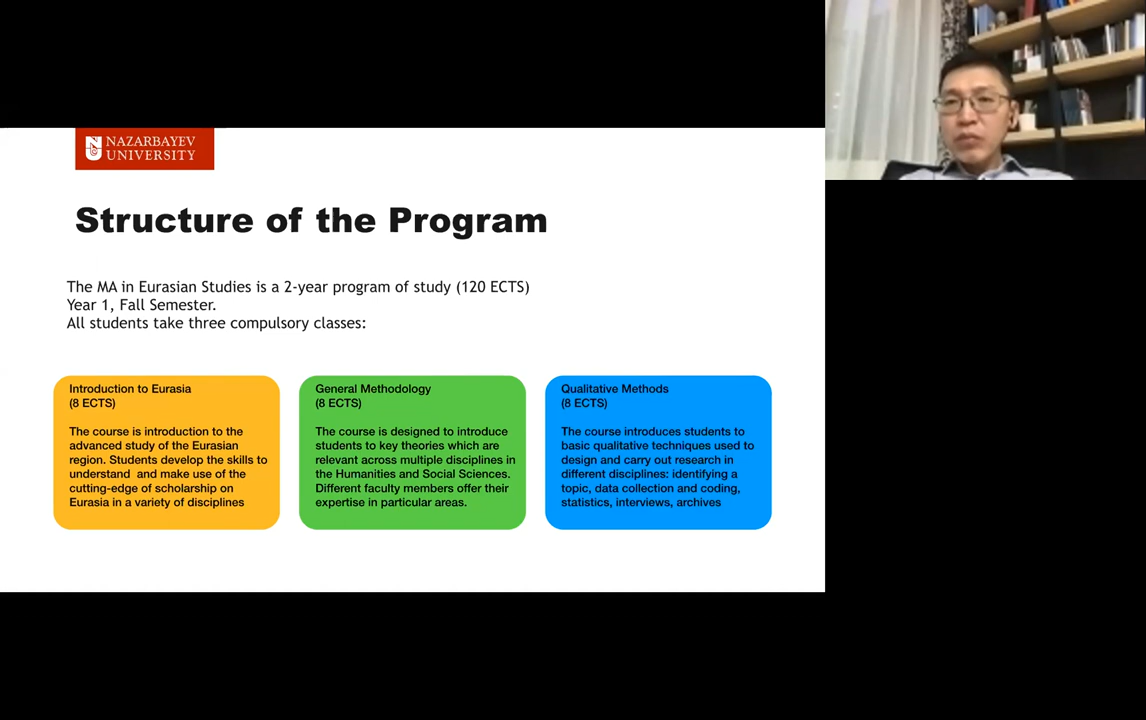 NAZARBAYEV
UNIVERSITY
Structure of the Program
The MA in Eurasian Studies is a 2-year program of study (120 ECTS)
Year 1, Fall Semester.
All students take three compulsory classes:
Introduction to Eurasia
(8 ECTS)
The course is introduction to the
advanced study of the Eurasian
region. Students develop the skills to
understand and make use of the
cutting-edge of scholarship on
Eurasia in a variety of disciplines
General Methodology
(8 ECTS)
The course is designed to introduce
students to key theories which are
relevant across multiple disciplines in
the Humanities and Social Sciences.
Different faculty members offer their
expertise in particular areas.
Qualitative Methods
(8 ECTS)
The course introduces students to
basic qualitative techniques used to
design and carry out research in
different disciplines: identifying a
topic, data collection and coding,
statistics, interviews, archives